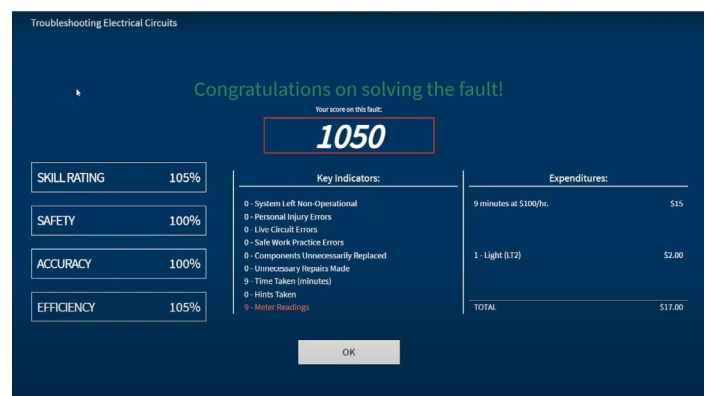 Troubleshooting Electrical Circuits
Congratulations on solving the fault!
Your score on this fault:
1050
SKILL RATING 105%
SAFETY 100%
ACCURACY 100%
EFFICIENCY 105%
Key Indicators:
0 - System Left Non-Operational
0 - Personal Injury Errors
0 - Live Circuit Errors
0 - Safe Work Practice Errors
0 - Components Unnecessarily Replaced
0 - Unnecessary Repairs Made
9 - Time Taken (minutes)
0 - Hints Taken
9 - Meter Readings
Expenditures:
9 minutes at $100/hr. $15
1 - Light (LT2) $2.00
TOTAL $17.00
OK